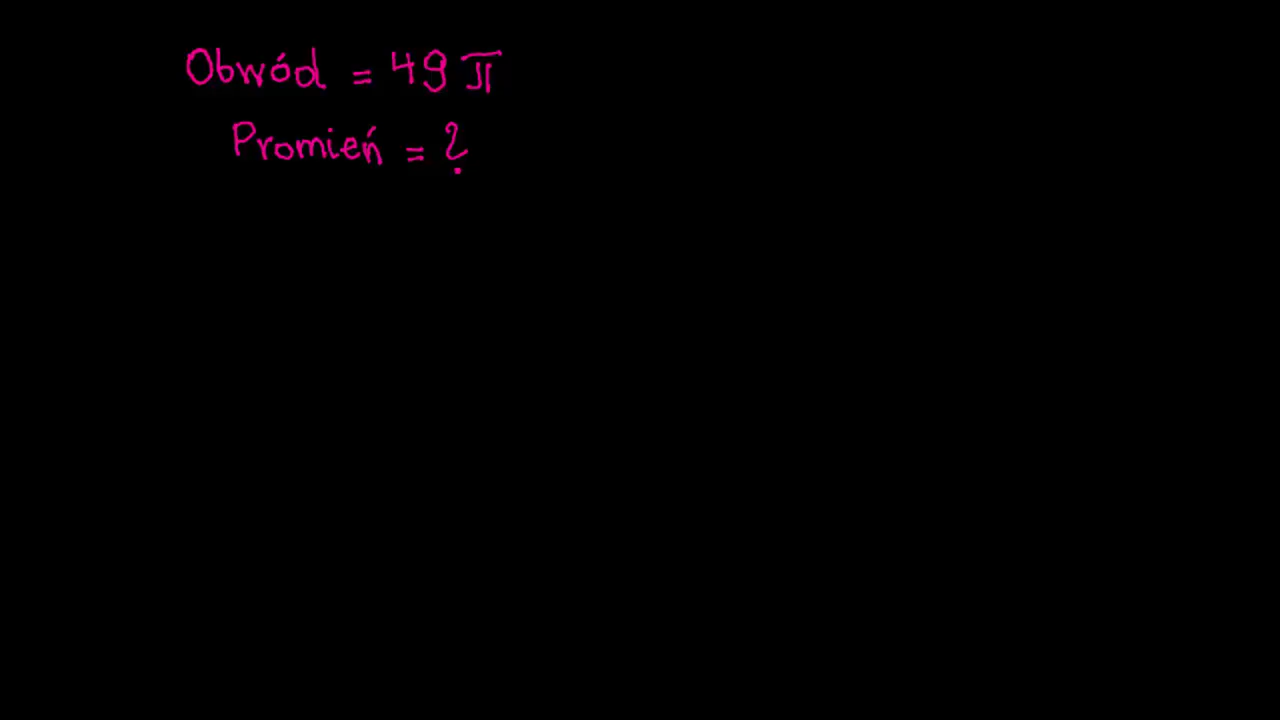 Obwód = 49 π
Promień = ?